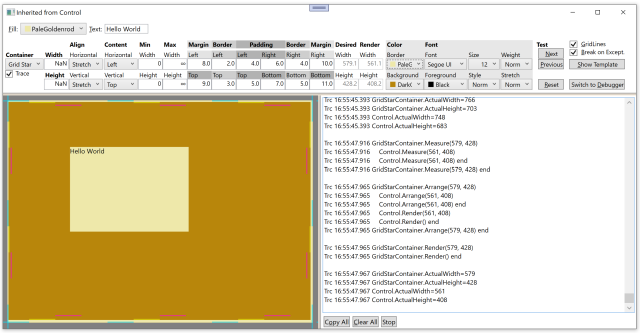 Inherited from Control
Fill: PaleGoldenrod Text: Hello World
Align Content Min Max Margin Border Padding Border Margin Desired Render Color Font Test GridLines
Container Width Horizontal Horizontal Width Width Left Left Left Right Right Right Width Width Border Font Size Weight Next Break on Except.
Grid Star NaN Stretch Left 0 ∞ 8.0 2.0 4.0 6.0 4.0 10.0 579.1 561.1 PaleG Segoe UI 12 Norm Previous Show Template
Trace Height Vertical Vertical Height Height Top Top Top Bottom Bottom Bottom Height Height Background Foreground Style Stretch
NaN Stretch Top 0 ∞ 9.0 3.0 5.0 7.0 5.0 11.0 428.2 408.2 Dark Black Norm Norm Reset Switch to Debugger
Hello World
Trc 16:55:45.393 GridStarContainer.ActualWidth=766
Trc 16:55:45.393 GridStarContainer.ActualHeight=703
Trc 16:55:45.393 Control.ActualWidth=748
Trc 16:55:45.393 Control.ActualHeight=683
Trc 16:55:47.916 GridStarContainer.Measure(579, 428)
Trc 16:55:47.916 Control.Measure(561, 408)
Trc 16:55:47.916 Control.Measure(561, 408) end
Trc 16:55:47.916 GridStarContainer.Measure(579, 428) end
Trc 16:55:47.965 GridStarContainer.Arrange(579, 428)
Trc 16:55:47.965 Control.Arrange(561, 408)
Trc 16:55:47.965 Control.Arrange(561, 408) end
Trc 16:55:47.965 Control.Render(561, 408)
Trc 16:55:47.965 Control.Render() end
Trc 16:55:47.965 GridStarContainer.Arrange(579, 428) end
Trc 16:55:47.965 GridStarContainer.Render(579, 428)
Trc 16:55:47.965 GridStarContainer.Render() end
Trc 16:55:47.967 GridStarContainer.ActualWidth=579
Trc 16:55:47.967 GridStarContainer.ActualHeight=428
Trc 16:55:47.967 Control.ActualWidth=561
Trc 16:55:47.967 Control.ActualHeight=408
Copy All Clear All Stop